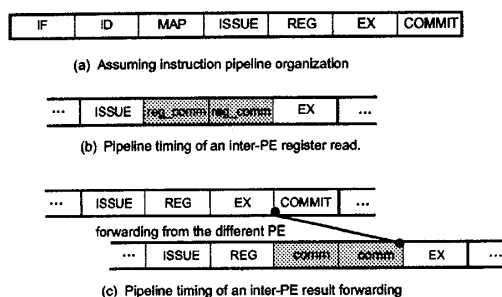 IF ID MAP ISSUE REG EX COMMIT
(a) Assuming instruction pipeline organization
... ISSUE reg_comm reg_comm EX ...
(b) Pipeline timing of an inter-PE register read.
... ISSUE REG EX COMMIT ...
forwarding from the different PE
... ISSUE REG comm comm EX ...
(c) Pipeline timing of an inter-PE result forwarding